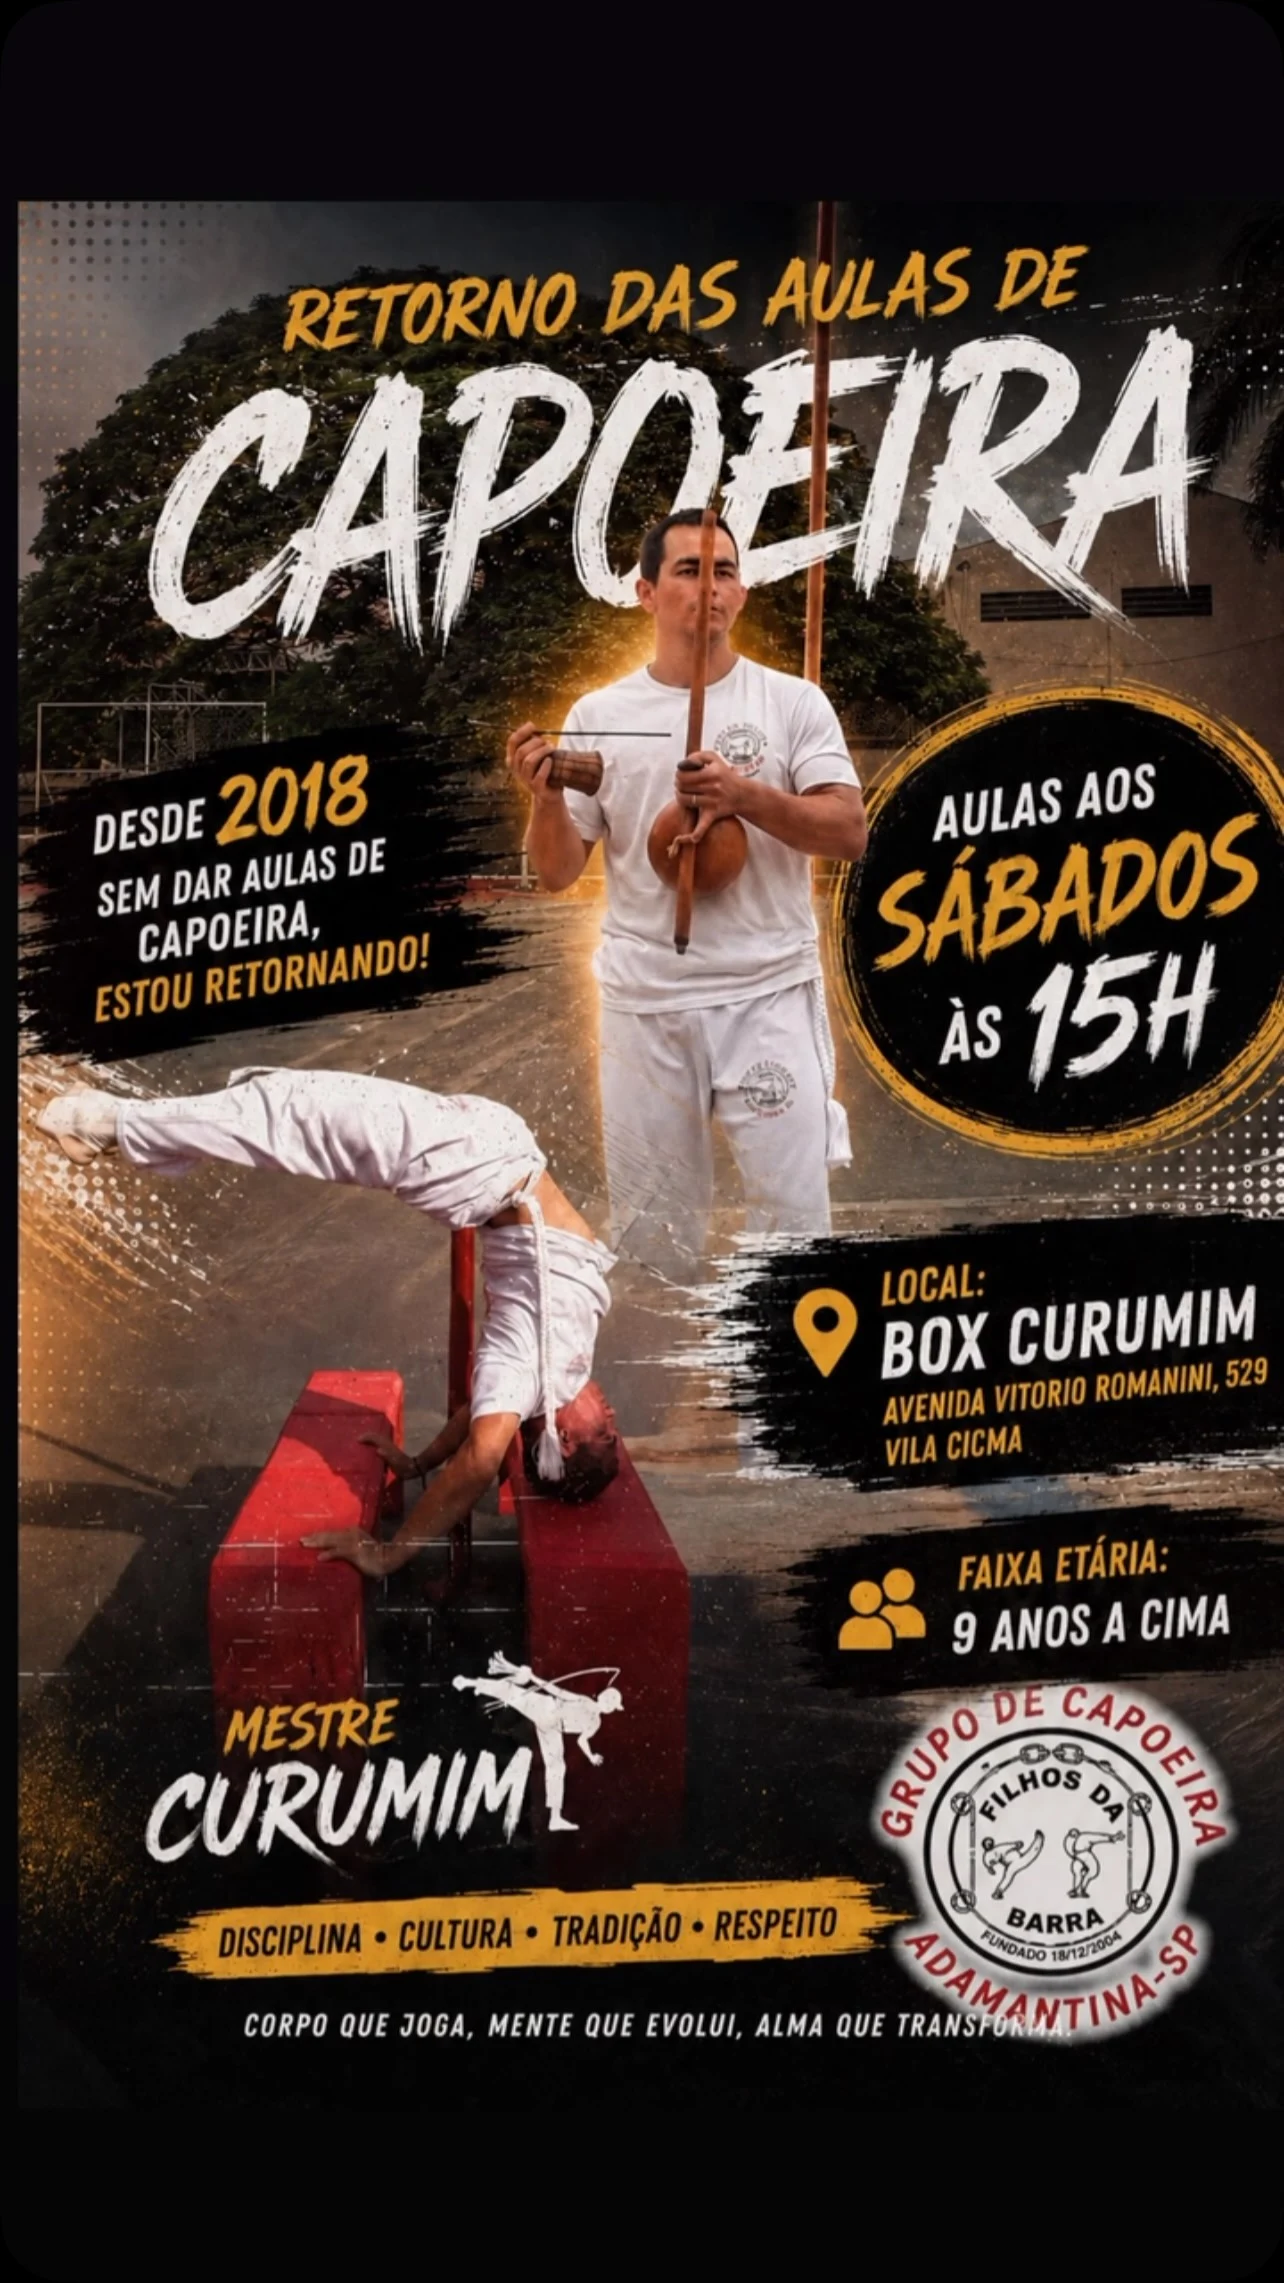 RETORNO DAS AULAS DE
CAPOEIRA
DESDE 2018
SEM DAR AULAS DE
CAPOEIRA,
ESTOU RETORNANDO!
AULAS AOS
SÁBADOS
ÀS 15H
LOCAL:
BOX CURUMIM
AVENIDA VITORIO ROMANINI, 529
VILA CICMA
FAIXA ETÁRIA:
9 ANOS A CIMA
MESTRE
CURUMIM
GRUPO DE CAPOEIRA
FILHOS DA
BARRA
FUNDADO 18/12/2004
ADAMANTINA-SP
DISCIPLINA • CULTURA • TRADIÇÃO • RESPEITO
CORPO QUE JOGA, MENTE QUE EVOLUI, ALMA QUE TRANSFORMA.